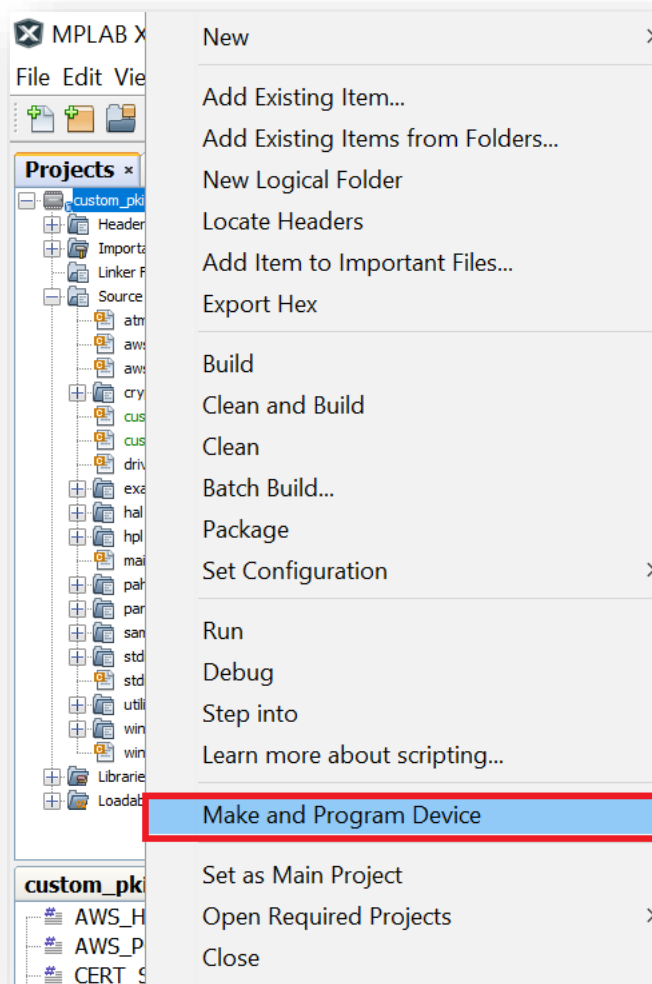 MPLAB X
File Edit Vie
Projects ×
custom_pki
Header
Importa
Linker F
Source
atm
aws
aws
cry
cus
cus
driv
exa
hal
hpl
mai
pah
par
sam
std
std
utili
win
win
Librarie
Loadab
custom_pki
AWS_H
AWS_P
CERT_S
New
Add Existing Item...
Add Existing Items from Folders...
New Logical Folder
Locate Headers
Add Item to Important Files...
Export Hex
Build
Clean and Build
Clean
Batch Build...
Package
Set Configuration
Run
Debug
Step into
Learn more about scripting...
Make and Program Device
Set as Main Project
Open Required Projects
Close